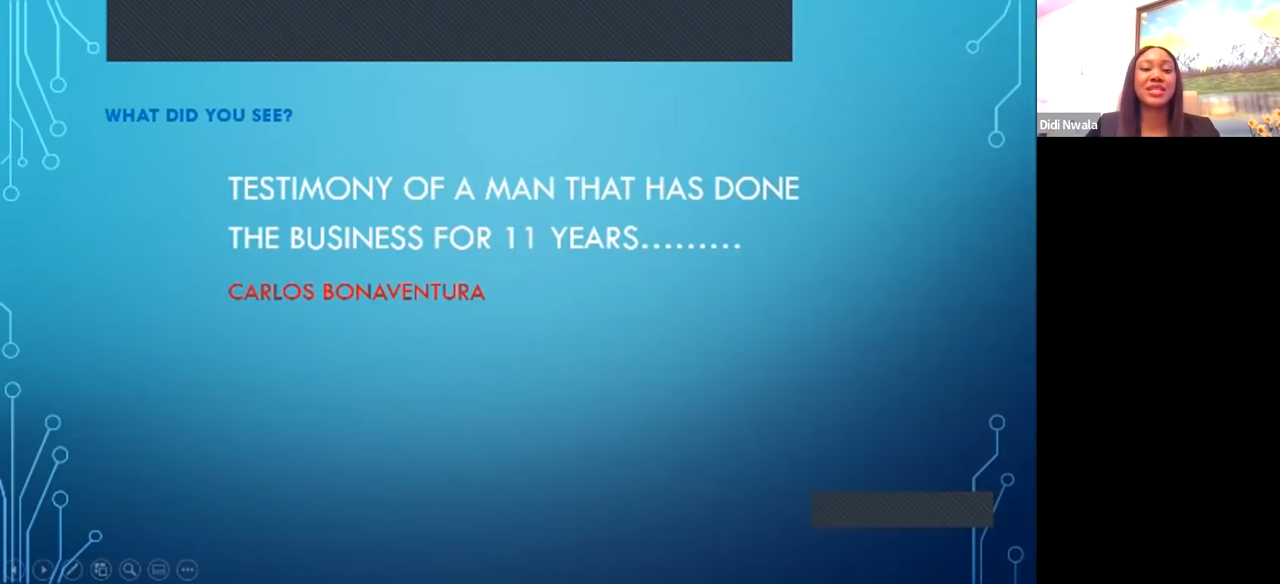 WHAT DID YOU SEE?
TESTIMONY OF A MAN THAT HAS DONE
THE BUSINESS FOR 11 YEARS.........
CARLOS BONAVENTURA
Didi Nwala